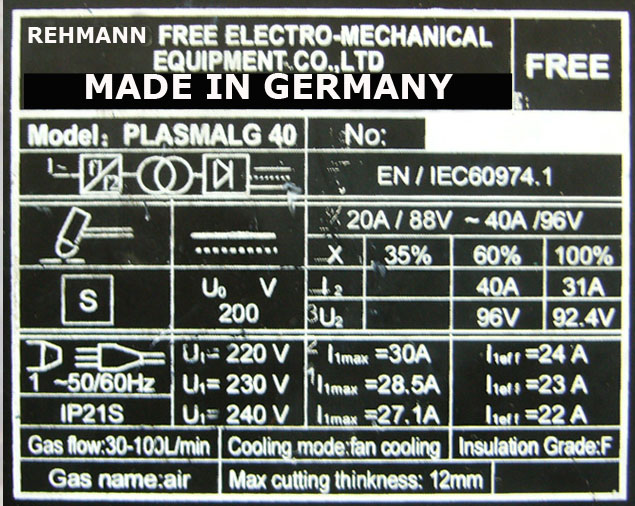 REHMANN FREE ELECTRO-MECHANICAL
EQUIPMENT CO.,LTD
FREE
MADE IN GERMANY
Model: PLASMALG 40 No:
1~ f1 f2
EN / IEC60974.1
20A / 88V ~ 40A /96V
X 35% 60% 100%
S U0 V I2 40A 31A
200 U2 96V 92.4V
U1= 220 V I1max =30A I1eff =24 A
1 ~50/60Hz U1= 230 V I1max =28.5A I1eff =23 A
IP21S U1= 240 V I1max =27.1A I1eff =22 A
Gas flow:30-100L/min Cooling mode:fan cooling Insulation Grade:F
Gas name:air Max cutting thinkness: 12mm